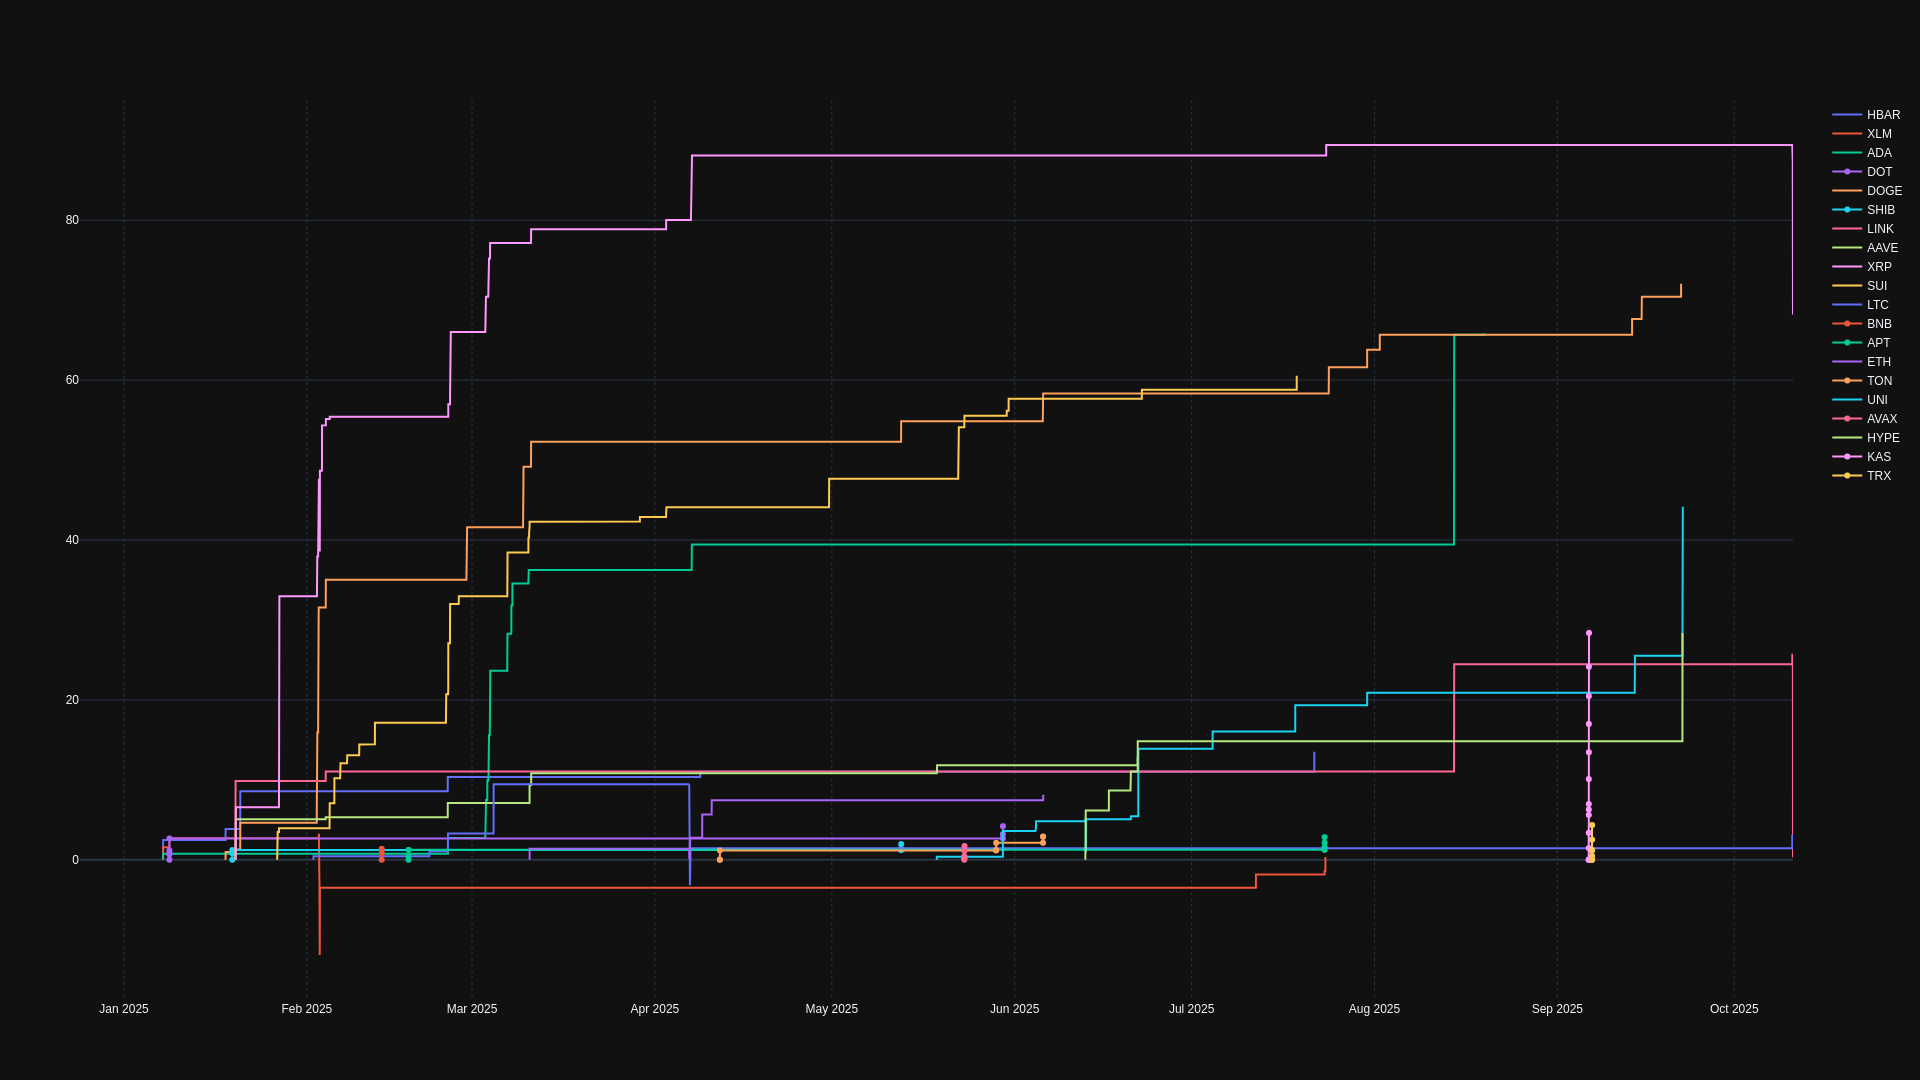 80
60
40
20
0
Jan 2025
Feb 2025
Mar 2025
Apr 2025
May 2025
Jun 2025
Jul 2025
Aug 2025
Sep 2025
Oct 2025
HBAR
XLM
ADA
DOT
DOGE
SHIB
LINK
AAVE
XRP
SUI
LTC
BNB
APT
ETH
TON
UNI
AVAX
HYPE
KAS
TRX